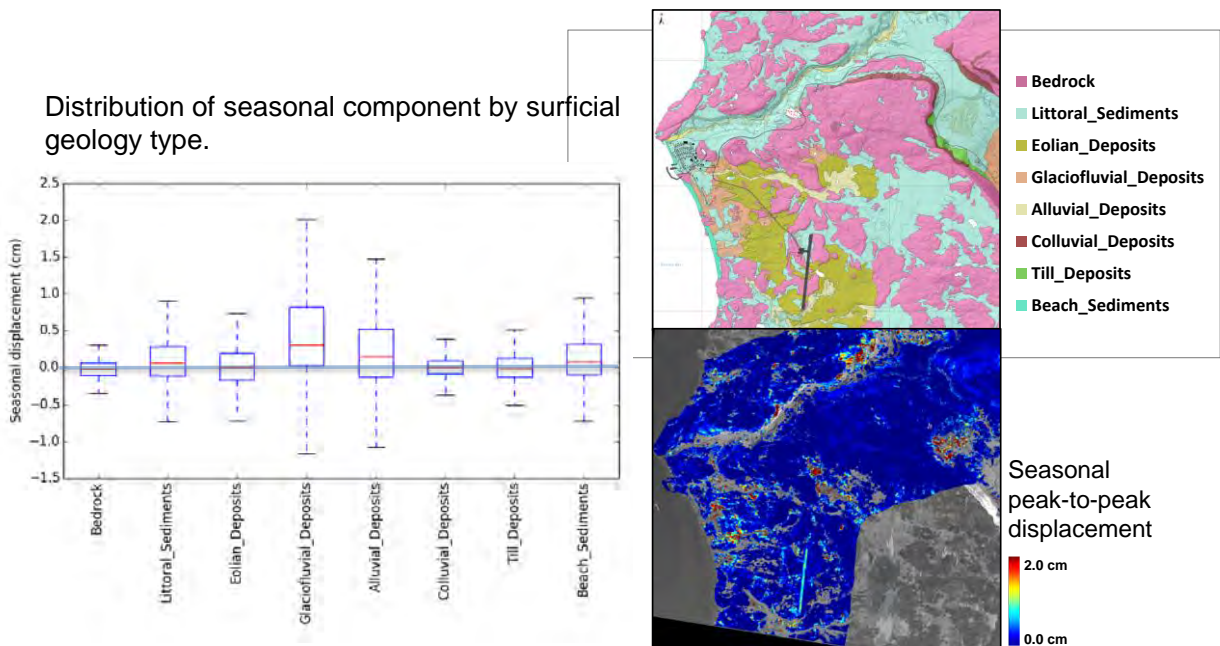 Distribution of seasonal component by surficial
geology type.
2.5
2.0
1.5
1.0
0.5
0.0
−0.5
−1.0
−1.5
Seasonal displacement (cm)
Bedrock
Littoral_Sediments
Eolian_Deposits
Glaciofluvial_Deposits
Alluvial_Deposits
Colluvial_Deposits
Till_Deposits
Beach_Sediments
Bedrock
Littoral_Sediments
Eolian_Deposits
Glaciofluvial_Deposits
Alluvial_Deposits
Colluvial_Deposits
Till_Deposits
Beach_Sediments
Seasonal
peak-to-peak
displacement
2.0 cm
0.0 cm